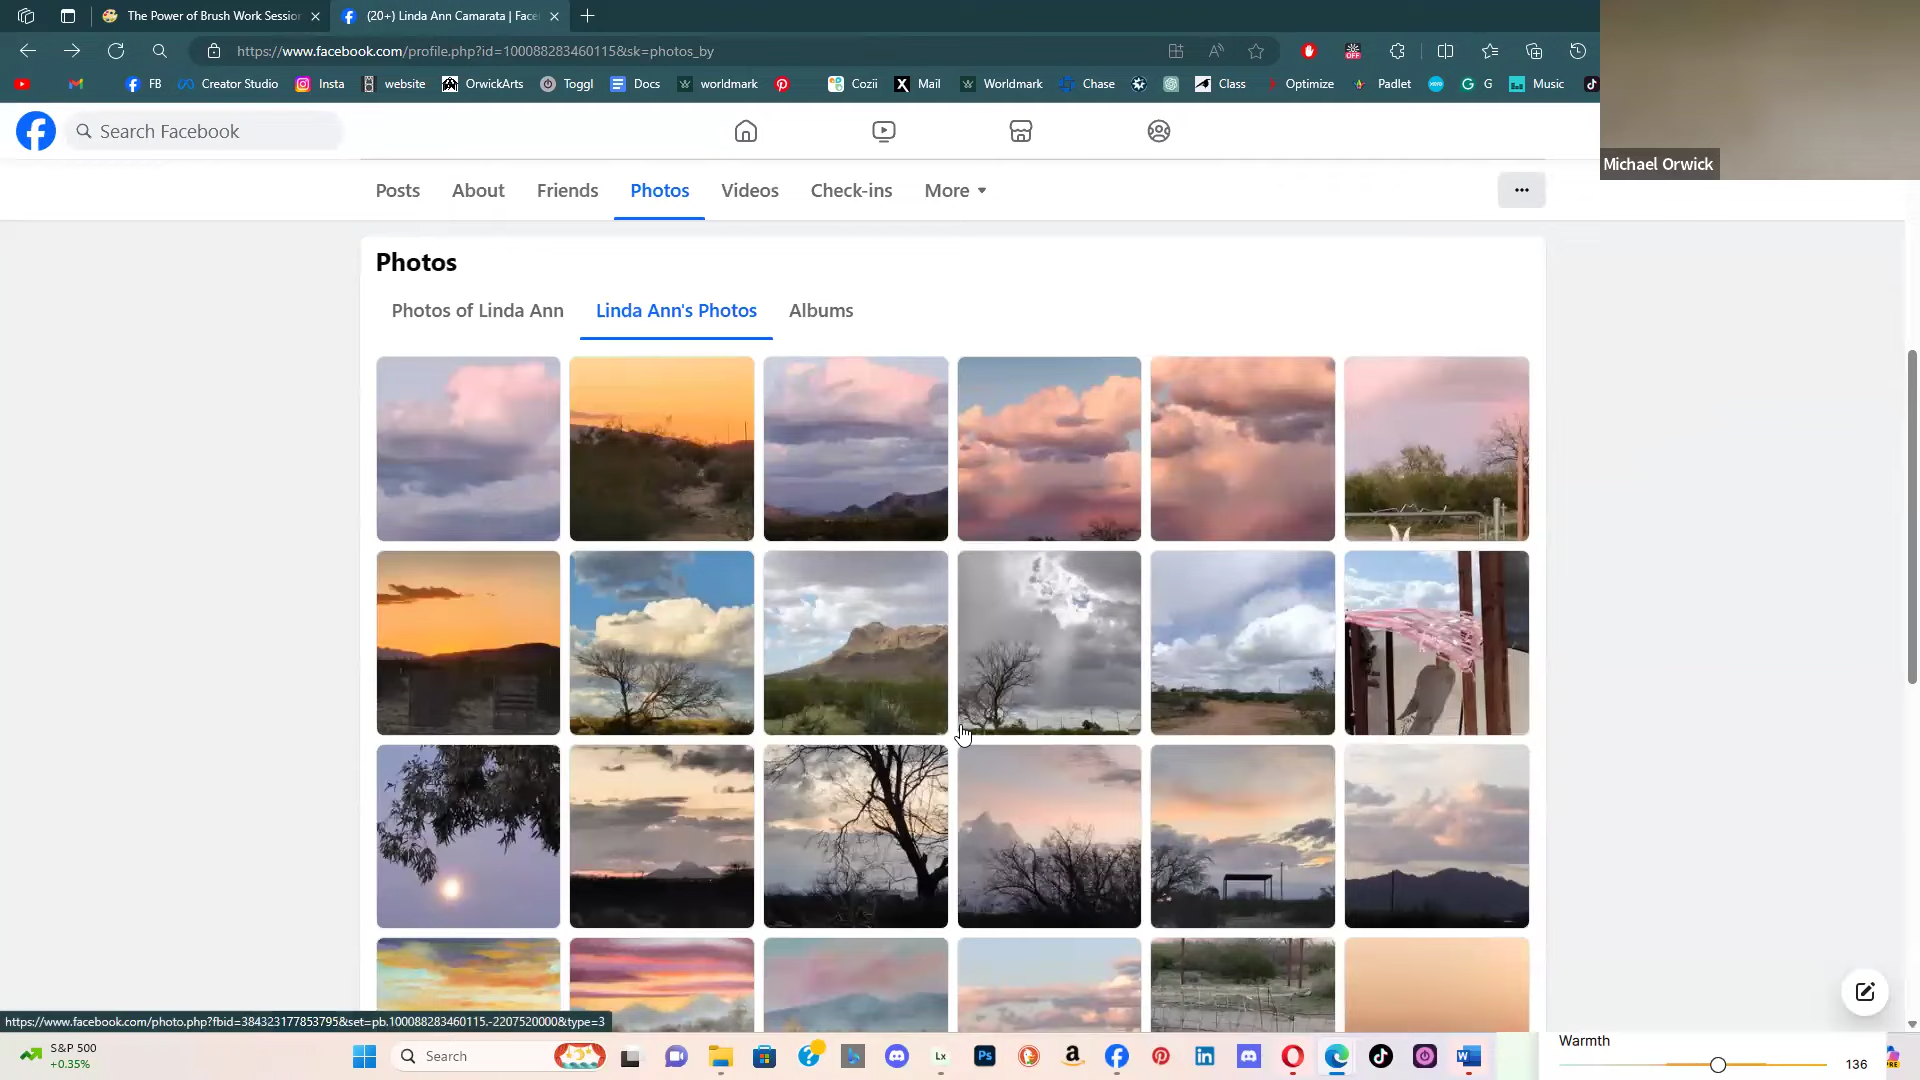 The Power of Brush Work Session
(20+) Linda Ann Camarata | Face
https://www.facebook.com/profile.php?id=100088283460115&sk=photos_by
OFF
FB
Creator Studio
Insta
website
OrwickArts
Toggl
Docs
worldmark
Cozii
Mail
Worldmark
Chase
Class
Optimize
Padlet
G
Music
Michael Orwick
Search Facebook
Posts
About
Friends
Photos
Videos
Check-ins
More
Photos
Photos of Linda Ann
Linda Ann's Photos
Albums
https://www.facebook.com/photo.php?fbid=384323177853795&set=pb.100088283460115.-2207520000&type=3
S&P 500
+0.35%
Search
Lx
Ps
Warmth
136